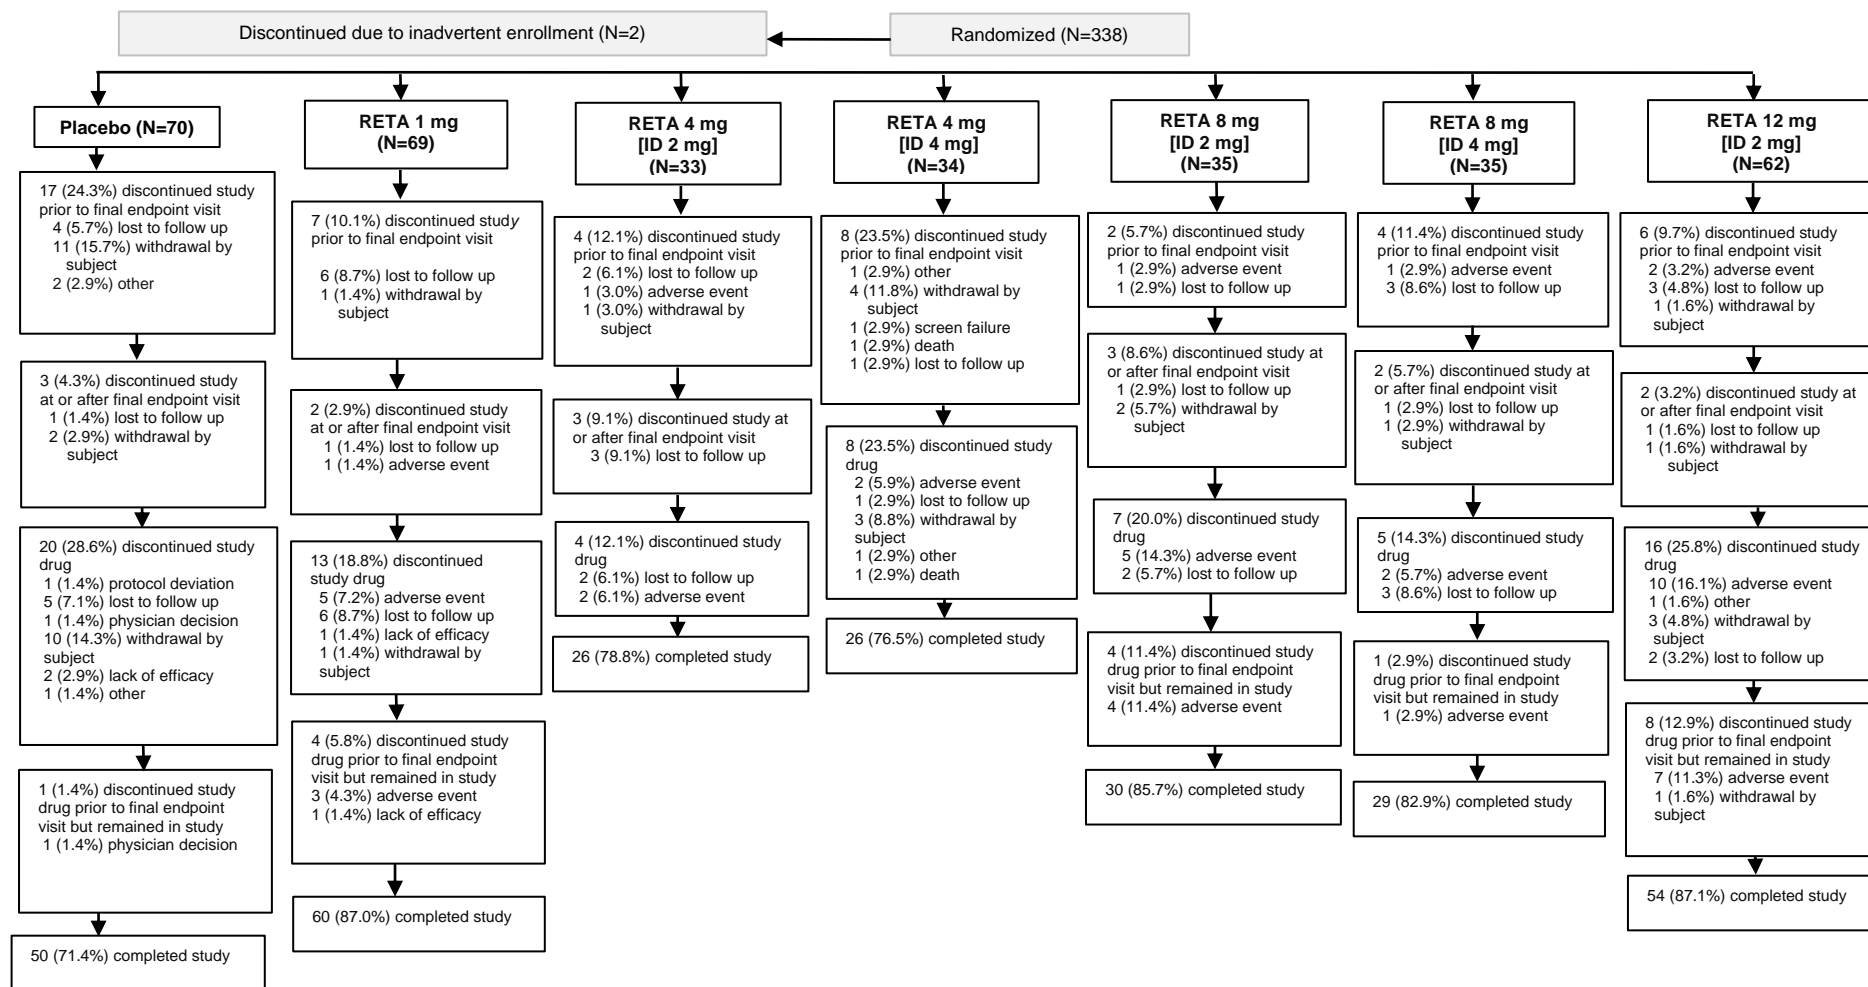 Discontinued due to inadvertent enrollment (N=2)
Randomized (N=338)
Placebo (N=70)
17 (24.3%) discontinued study
prior to final endpoint visit
4 (5.7%) lost to follow up
11 (15.7%) withdrawal by
subject
2 (2.9%) other
3 (4.3%) discontinued study
at or after final endpoint visit
1 (1.4%) lost to follow up
2 (2.9%) withdrawal by
subject
20 (28.6%) discontinued study
drug
1 (1.4%) protocol deviation
5 (7.1%) lost to follow up
1 (1.4%) physician decision
10 (14.3%) withdrawal by
subject
2 (2.9%) lack of efficacy
1 (1.4%) other
1 (1.4%) discontinued study
drug prior to final endpoint
visit but remained in study
1 (1.4%) physician decision
50 (71.4%) completed study
RETA 1 mg
(N=69)
7 (10.1%) discontinued study
prior to final endpoint visit
6 (8.7%) lost to follow up
1 (1.4%) withdrawal by
subject
2 (2.9%) discontinued study
at or after final endpoint visit
1 (1.4%) lost to follow up
1 (1.4%) adverse event
13 (18.8%) discontinued
study drug
5 (7.2%) adverse event
6 (8.7%) lost to follow up
1 (1.4%) lack of efficacy
1 (1.4%) withdrawal by
subject
4 (5.8%) discontinued study
drug prior to final endpoint
visit but remained in study
3 (4.3%) adverse event
1 (1.4%) lack of efficacy
60 (87.0%) completed study
RETA 4 mg
[ID 2 mg]
(N=33)
4 (12.1%) discontinued study
prior to final endpoint visit
2 (6.1%) lost to follow up
1 (3.0%) adverse event
1 (3.0%) withdrawal by
subject
3 (9.1%) discontinued study at
or after final endpoint visit
3 (9.1%) lost to follow up
4 (12.1%) discontinued study
drug
2 (6.1%) lost to follow up
2 (6.1%) adverse event
26 (78.8%) completed study
RETA 4 mg
[ID 4 mg]
(N=34)
8 (23.5%) discontinued study
prior to final endpoint visit
1 (2.9%) other
4 (11.8%) withdrawal by
subject
1 (2.9%) screen failure
1 (2.9%) death
1 (2.9%) lost to follow up
8 (23.5%) discontinued study
drug
2 (5.9%) adverse event
1 (2.9%) lost to follow up
3 (8.8%) withdrawal by
subject
1 (2.9%) other
1 (2.9%) death
26 (76.5%) completed study
RETA 8 mg
[ID 2 mg]
(N=35)
2 (5.7%) discontinued study
prior to final endpoint visit
1 (2.9%) adverse event
1 (2.9%) lost to follow up
3 (8.6%) discontinued study at
or after final endpoint visit
1 (2.9%) lost to follow up
2 (5.7%) withdrawal by
subject
7 (20.0%) discontinued study
drug
5 (14.3%) adverse event
2 (5.7%) lost to follow up
4 (11.4%) discontinued study
drug prior to final endpoint
visit but remained in study
4 (11.4%) adverse event
30 (85.7%) completed study
RETA 8 mg
[ID 4 mg]
(N=35)
4 (11.4%) discontinued study
prior to final endpoint visit
1 (2.9%) adverse event
3 (8.6%) lost to follow up
2 (5.7%) discontinued study at
or after final endpoint visit
1 (2.9%) lost to follow up
1 (2.9%) withdrawal by
subject
5 (14.3%) discontinued study
drug
2 (5.7%) adverse event
3 (8.6%) lost to follow up
1 (2.9%) discontinued study
drug prior to final endpoint
visit but remained in study
1 (2.9%) adverse event
29 (82.9%) completed study
RETA 12 mg
[ID 2 mg]
(N=62)
6 (9.7%) discontinued study
prior to final endpoint visit
2 (3.2%) adverse event
3 (4.8%) lost to follow up
1 (1.6%) withdrawal by
subject
2 (3.2%) discontinued study at
or after final endpoint visit
1 (1.6%) lost to follow up
1 (1.6%) withdrawal by
subject
16 (25.8%) discontinued study
drug
10 (16.1%) adverse event
1 (1.6%) other
3 (4.8%) withdrawal by
subject
2 (3.2%) lost to follow up
8 (12.9%) discontinued study
drug prior to final endpoint
visit but remained in study
7 (11.3%) adverse event
1 (1.6%) withdrawal by
subject
54 (87.1%) completed study